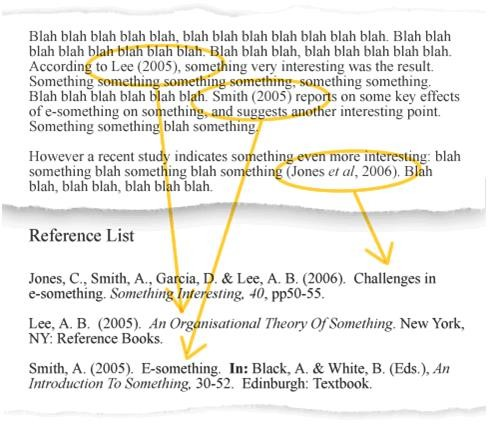 Blah blah blah blah blah, blah blah blah blah blah blah blah. Blah blah
blah blah blah blah blah blah. Blah blah blah, blah blah blah blah blah.
According to Lee (2005), something very interesting was the result.
Something something something something, something something.
Blah blah blah blah blah blah. Smith (2005) reports on some key effects
of e-something on something, and suggests another interesting point.
Something something blah something.
However a recent study indicates something even more interesting: blah
something blah something blah something (Jones et al, 2006). Blah
blah, blah blah, blah blah blah.
Reference List
Jones, C., Smith, A., Garcia, D. & Lee, A. B. (2006). Challenges in
e-something. Something Interesting, 40, pp50-55.
Lee, A. B. (2005). An Organisational Theory Of Something. New York,
NY: Reference Books.
Smith, A. (2005). E-something. In: Black, A. & White, B. (Eds.), An
Introduction To Something, 30-52. Edinburgh: Textbook.